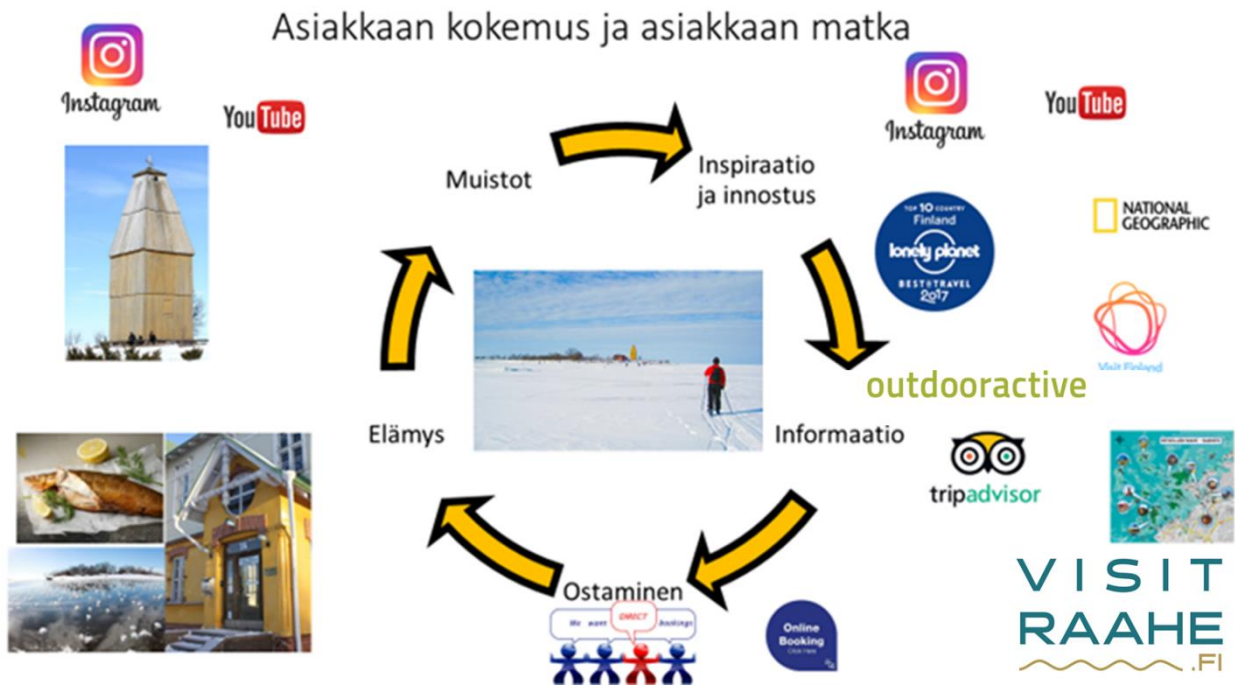 Asiakkaan kokemus ja asiakkaan matka
Instagram
YouTube
Instagram
YouTube
Muistot
Inspiraatio
ja innostus
TOP 10 COUNTRY
Finland
lonely planet
BEST IN TRAVEL
2017
NATIONAL
GEOGRAPHIC
Visit Finland
outdooractive
Elämys
Informaatio
tripadvisor
Ostaminen
We want DIRECT bookings
Online
Booking
Click Here
VISIT
RAAHE
.FI